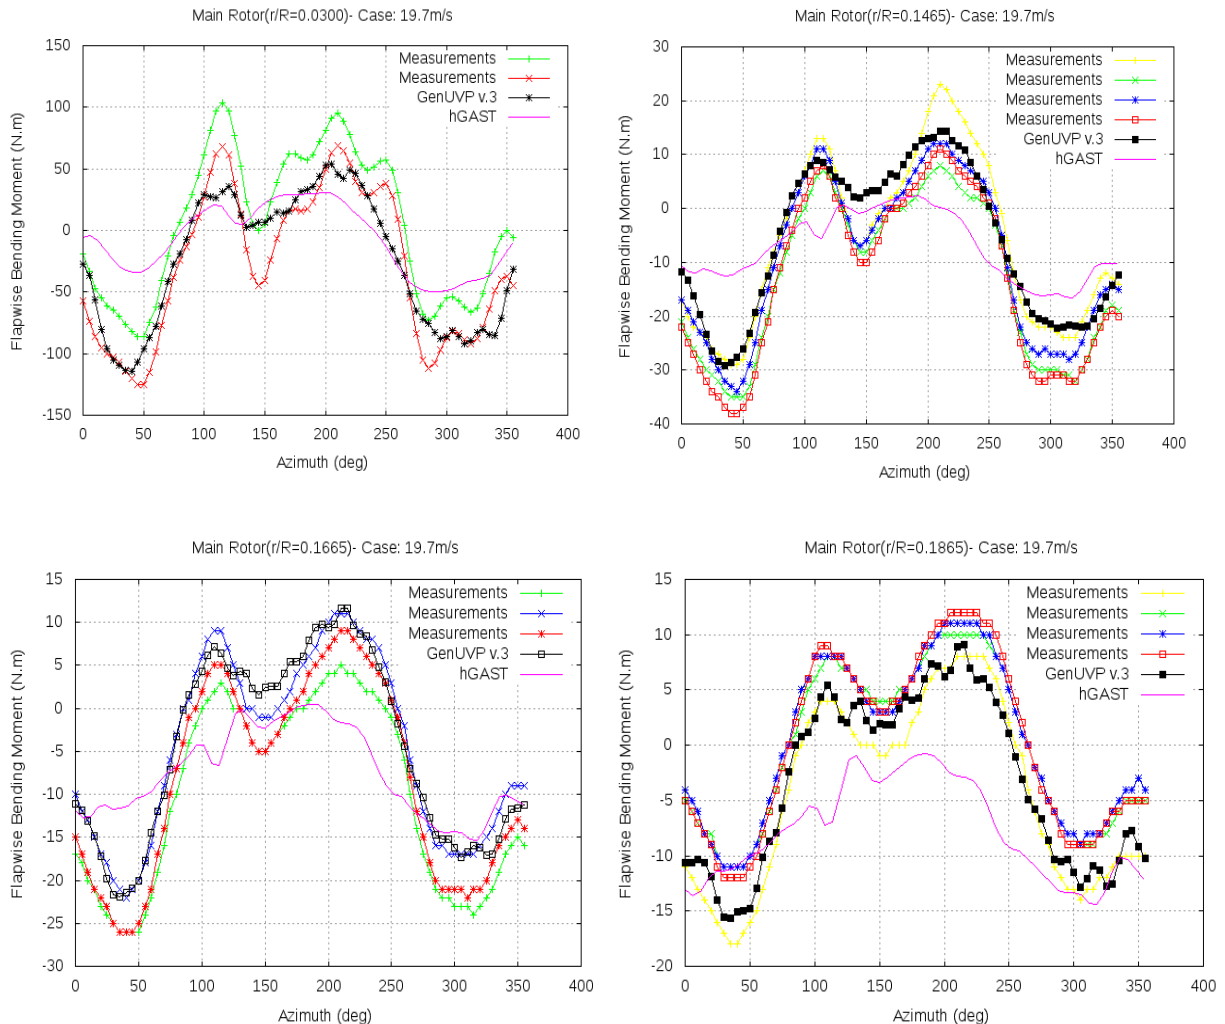 Main Rotor(r/R=0.0300)- Case: 19.7m/s
Flapwise Bending Moment (N.m)
150
100
50
0
-50
-100
-150
0 50 100 150 200 250 300 350 400
Azimuth (deg)
Measurements
Measurements
GenUVP v.3
hGAST
Main Rotor(r/R=0.1465)- Case: 19.7m/s
Flapwise Bending Moment (N.m)
30
20
10
0
-10
-20
-30
-40
0 50 100 150 200 250 300 350 400
Azimuth (deg)
Measurements
Measurements
Measurements
Measurements
GenUVP v.3
hGAST
Main Rotor(r/R=0.1665)- Case: 19.7m/s
Flapwise Bending Moment (N.m)
15
10
5
0
-5
-10
-15
-20
-25
-30
0 50 100 150 200 250 300 350 400
Azimuth (deg)
Measurements
Measurements
Measurements
GenUVP v.3
hGAST
Main Rotor(r/R=0.1865)- Case: 19.7m/s
Flapwise Bending Moment (N.m)
15
10
5
0
-5
-10
-15
-20
0 50 100 150 200 250 300 350 400
Azimuth (deg)
Measurements
Measurements
Measurements
Measurements
GenUVP v.3
hGAST